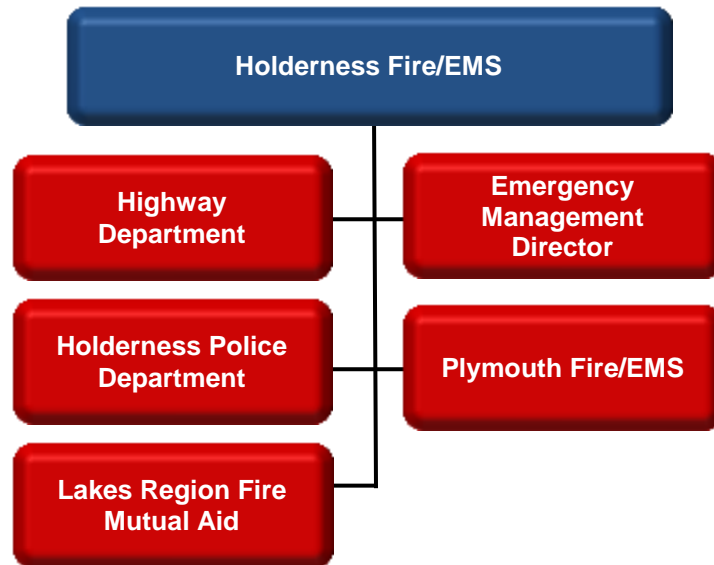 Holderness Fire/EMS
Highway
Department
Emergency
Management
Director
Holderness Police
Department
Plymouth Fire/EMS
Lakes Region Fire
Mutual Aid